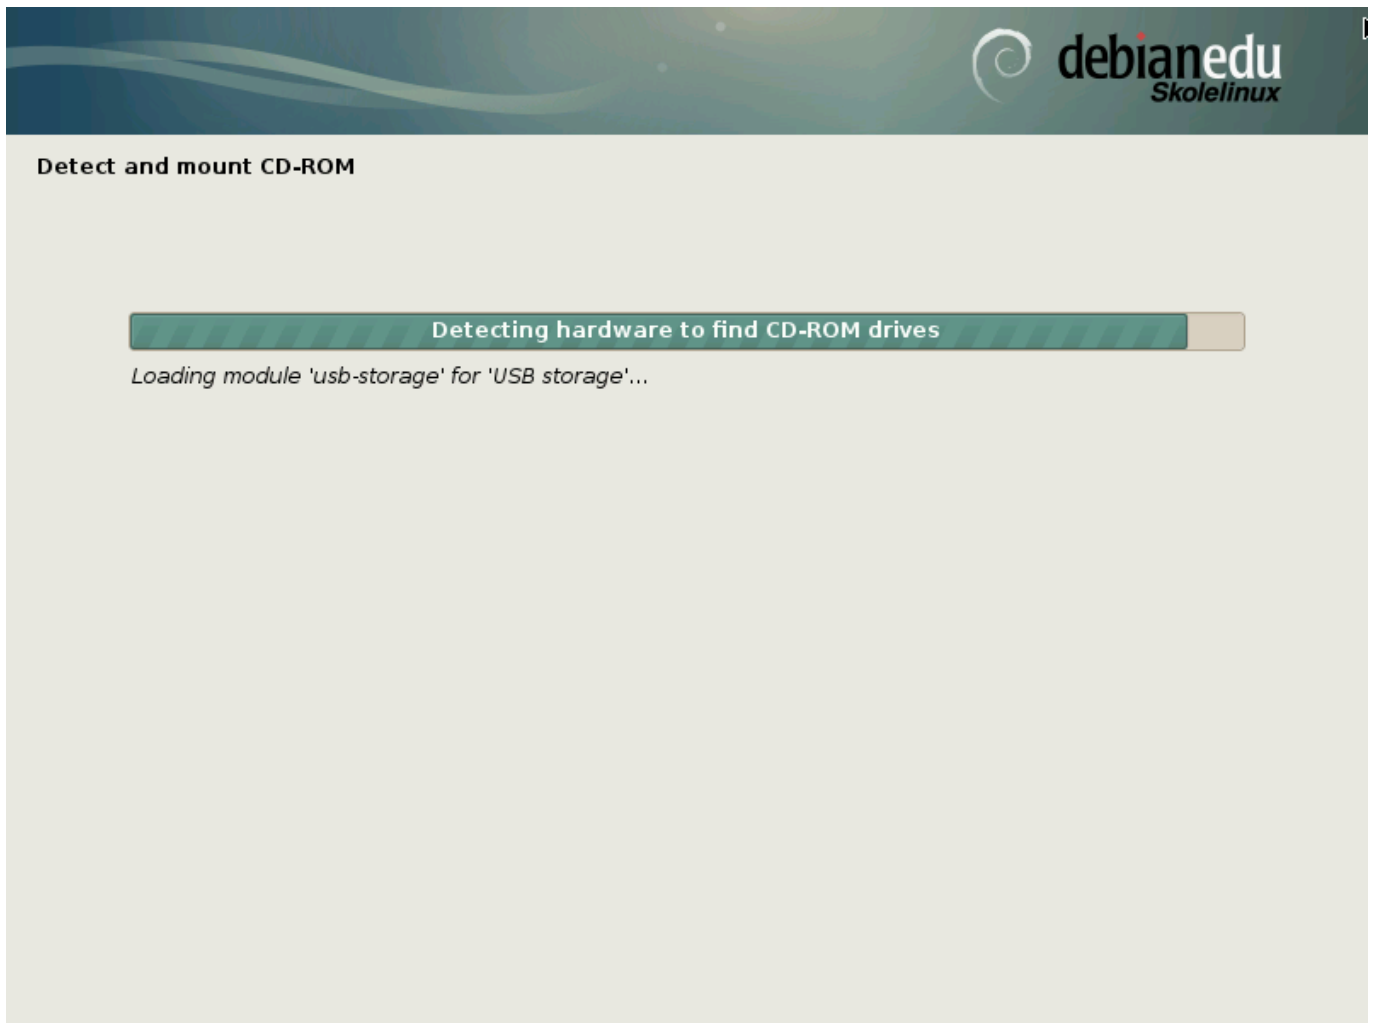 debianedu
Skolelinux
Detect and mount CD-ROM
Detecting hardware to find CD-ROM drives
Loading module 'usb-storage' for 'USB storage'...